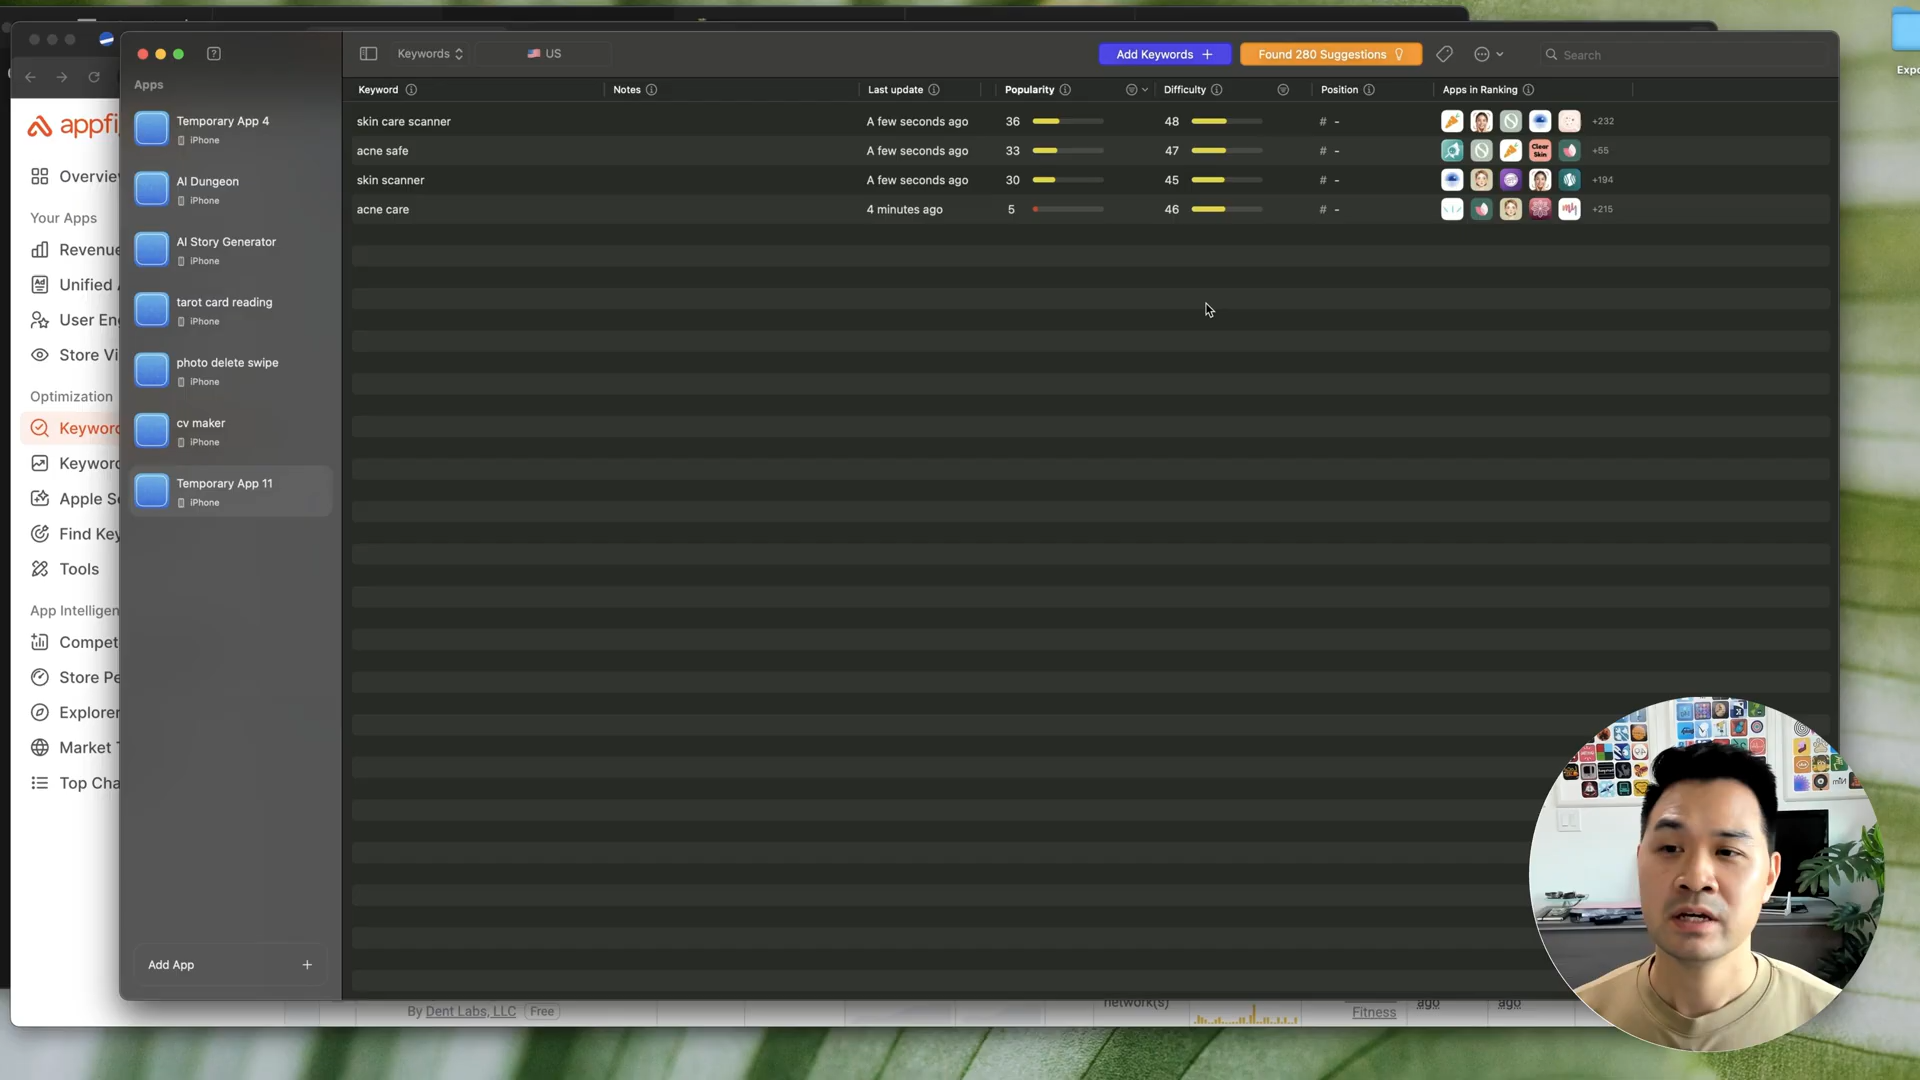 Keywords
US
Add Keywords +
Found 280 Suggestions
Search
Apps
Keyword
Notes
Last update
Popularity
Difficulty
Position
Apps in Ranking
skin care scanner
A few seconds ago
36
48
# -
+232
acne safe
A few seconds ago
33
47
# -
Clear Skin
+55
skin scanner
A few seconds ago
30
45
# -
+194
acne care
4 minutes ago
5
46
# -
+215
Temporary App 4
iPhone
AI Dungeon
iPhone
AI Story Generator
iPhone
tarot card reading
iPhone
photo delete swipe
iPhone
cv maker
iPhone
Temporary App 11
iPhone
Add App +
appfi
Overvie
Your Apps
Revenue
Unified
User En
Store Vi
Optimization
Keyword
Keyword
Apple S
Find Key
Tools
App Intelligen
Compet
Store Pe
Explorer
Market
Top Cha
By Dent Labs, LLC
Free
network(s)
Fitness
ago
ago
Expo